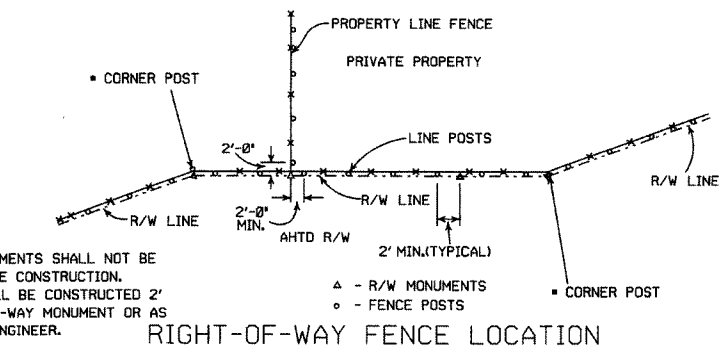 PROPERTY LINE FENCE
PRIVATE PROPERTY
* CORNER POST
2'-0"
LINE POSTS
R/W LINE
R/W LINE
2'-0"
MIN.
R/W LINE
AHTD R/W
2' MIN.(TYPICAL)
MENTS SHALL NOT BE
E CONSTRUCTION.
LL BE CONSTRUCTED 2'
-WAY MONUMENT OR AS
NGINEER.
△ - R/W MONUMENTS
○ - FENCE POSTS
* CORNER POST
RIGHT-OF-WAY FENCE LOCATION